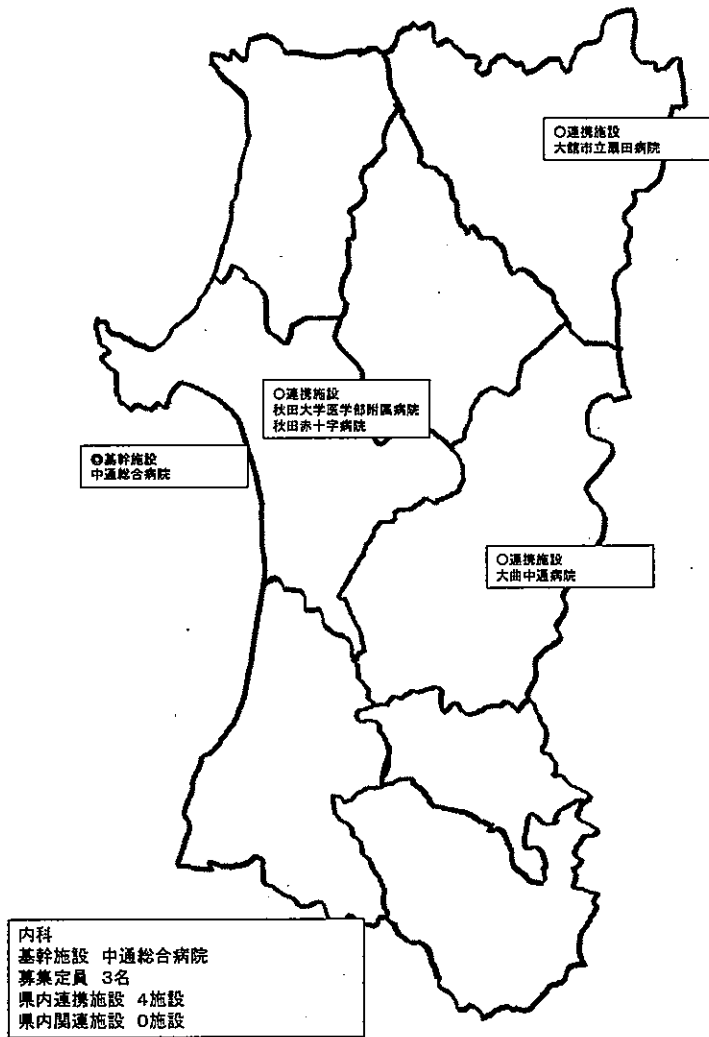 ○連携施設
大館市立扇田病院
○連携施設
秋田大学医学部附属病院
秋田赤十字病院
◎基幹施設
中通総合病院
○連携施設
大曲中通病院
内科
基幹施設 中通総合病院
募集定員 3名
県内連携施設 4施設
県内関連施設 0施設